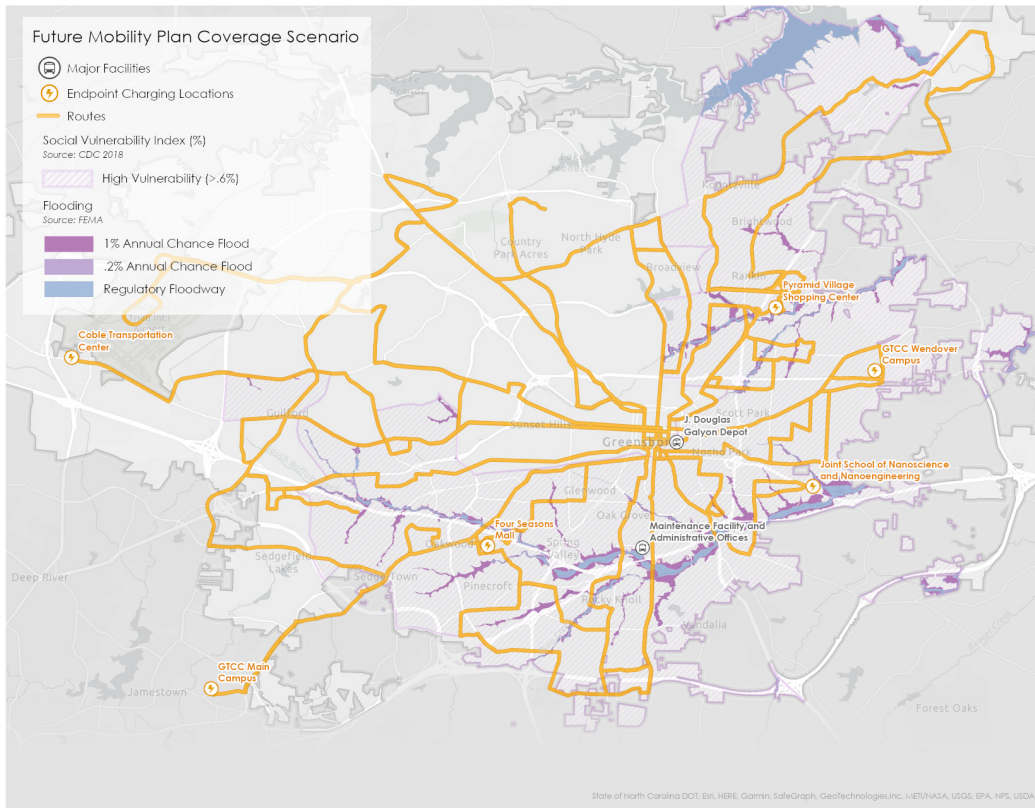 Future Mobility Plan Coverage Scenario
Major Facilities
Endpoint Charging Locations
Routes
Social Vulnerability Index (%)
Source: CDC 2018
High Vulnerability (>.6%)
Flooding
Source: FEMA
1% Annual Chance Flood
.2% Annual Chance Flood
Regulatory Floodway
Country
Park Acres
North Hyde
Park
Broadview
Brightwood
Rankin
Pyramid Village
Shopping Center
Coble Transportation
Center
GTCC Wendover
Campus
Guilford
Sunset Hills
Scott Park
J. Douglas
Galyon Depot
Nocho Park
Joint School of Nanoscience
and Nanoengineering
Glenwood
Oak Grove
Four Seasons
Mall
Maintenance Facility and
Administrative Offices
Spring
Valley
Deep River
Sedgefield
Lakes
Pinecroft
Rocky Knoll
Vandalia
GTCC Main
Campus
Jamestown
Forest Oaks
State of North Carolina DOT, Esri, HERE, Garmin, SafeGraph, GeoTechnologies,Inc, METI/NASA, USGS, EPA, NPS, USDA